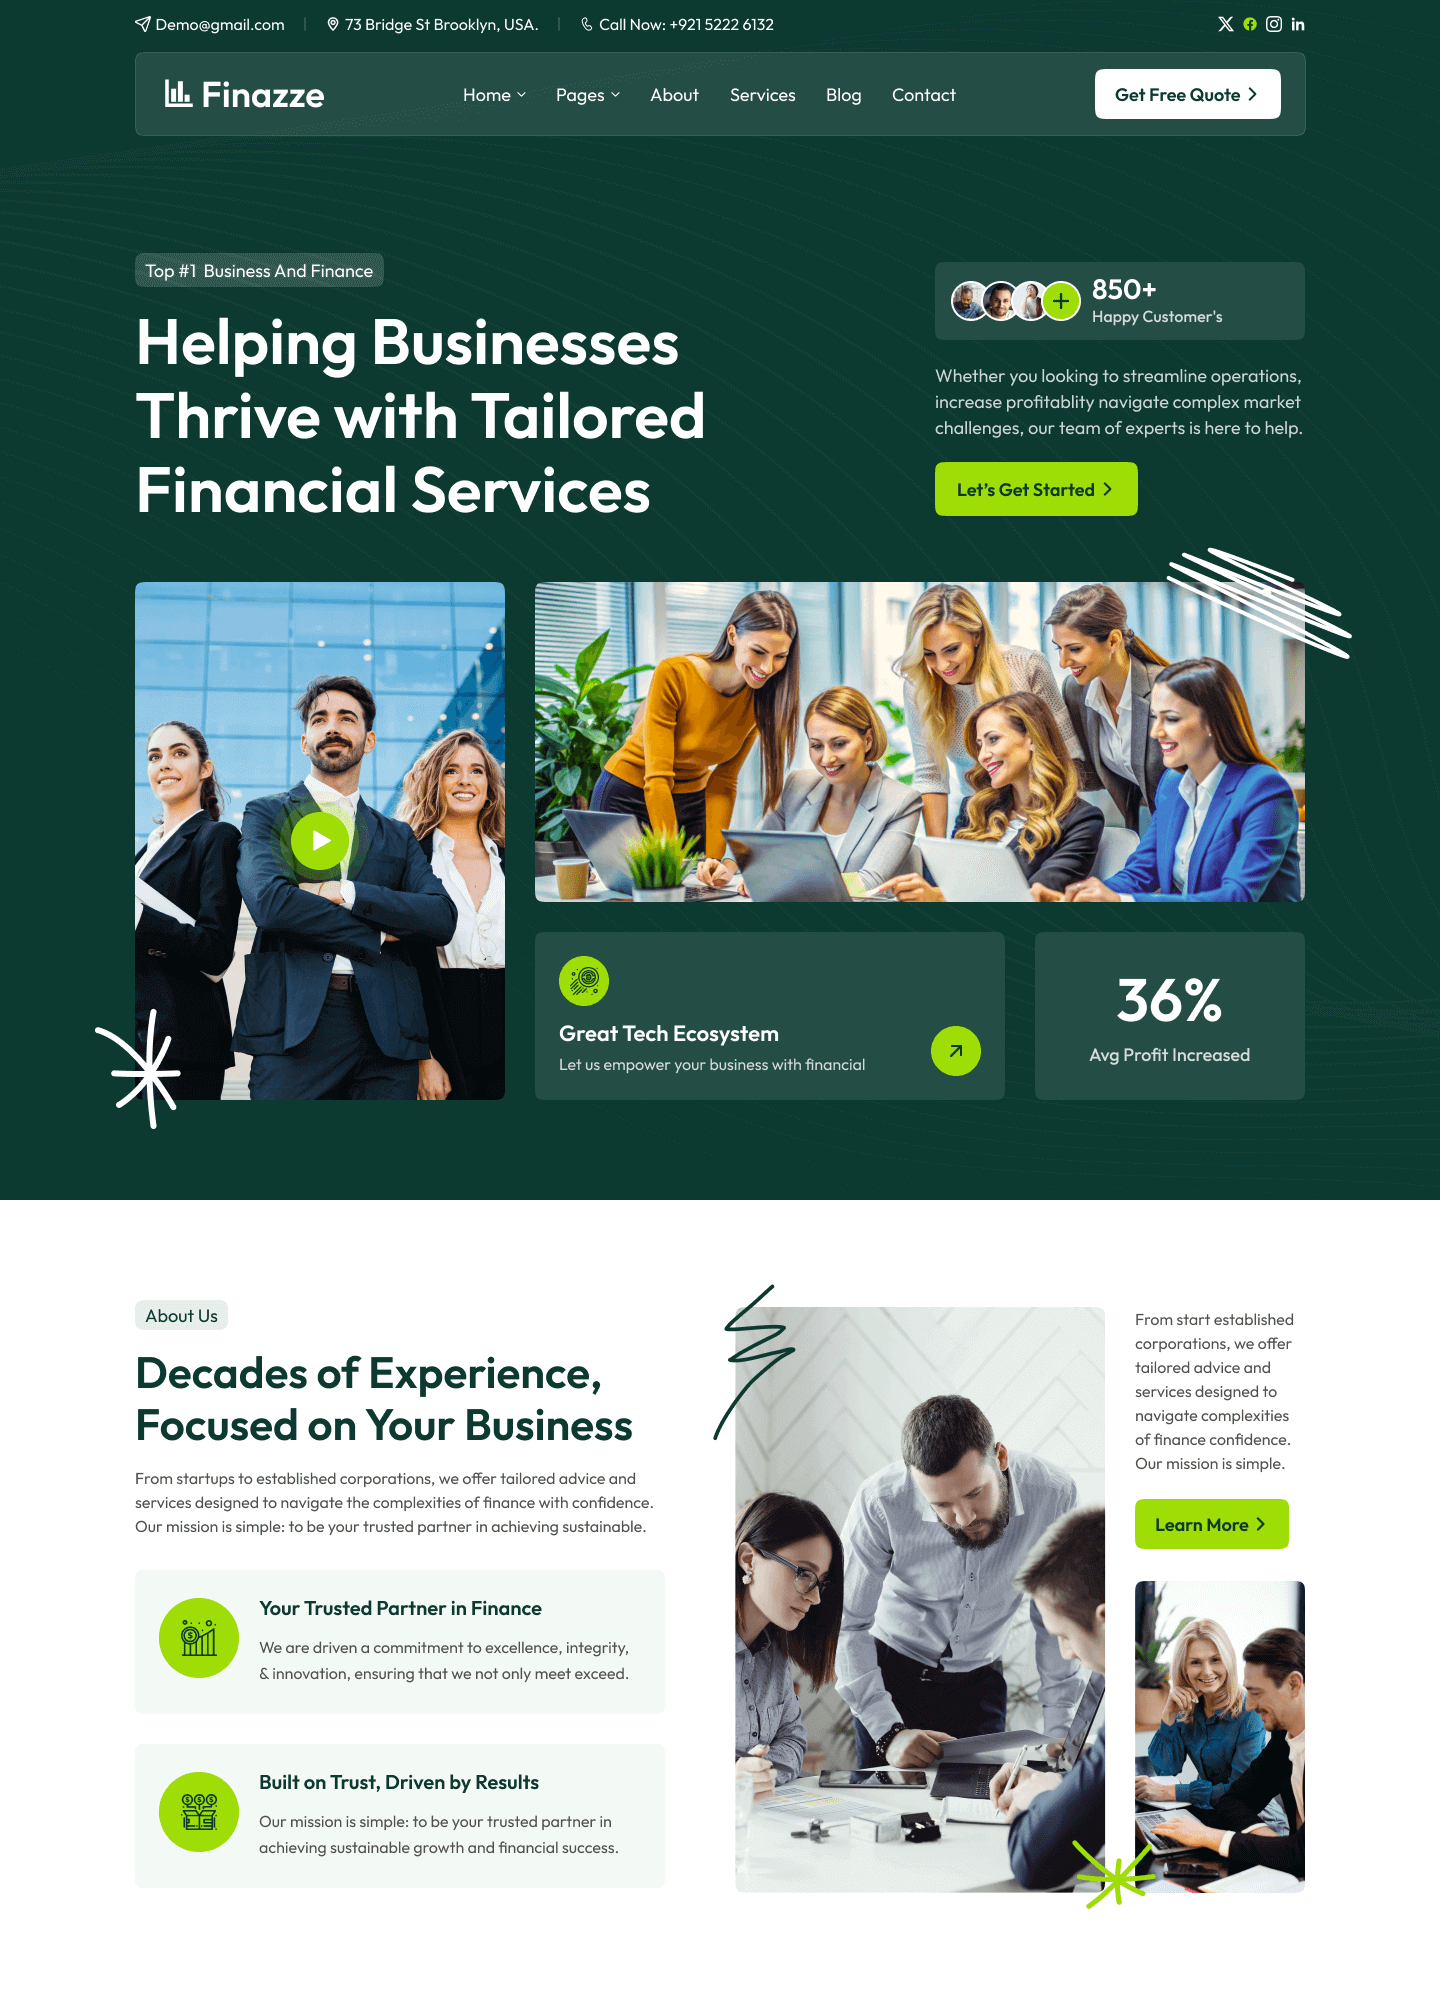 Demo@gmail.com
73 Bridge St Brooklyn, USA.
Call Now: +921 5222 6132
Finazze
Home
Pages
About
Services
Blog
Contact
Get Free Quote
Top #1 Business And Finance
Helping Businesses
Thrive with Tailored
Financial Services
850+
Happy Customer's
Whether you looking to streamline operations,
increase profitablity navigate complex market
challenges, our team of experts is here to help.
Let's Get Started
Great Tech Ecosystem
Let us empower your business with financial
36%
Avg Profit Increased
About Us
Decades of Experience,
Focused on Your Business
From startups to established corporations, we offer tailored advice and
services designed to navigate the complexities of finance with confidence.
Our mission is simple: to be your trusted partner in achieving sustainable.
Your Trusted Partner in Finance
We are driven a commitment to excellence, integrity,
& innovation, ensuring that we not only meet exceed.
Built on Trust, Driven by Results
Our mission is simple: to be your trusted partner in
achieving sustainable growth and financial success.
From start established
corporations, we offer
tailored advice and
services designed to
navigate complexities
of finance confidence.
Our mission is simple.
Learn More